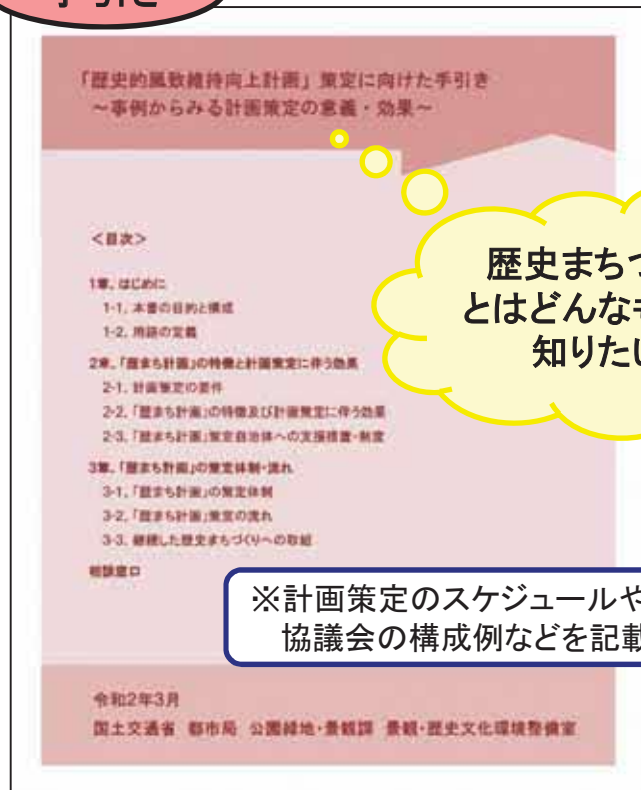 手引き
「歴史的風致維持向上計画」策定に向けた手引き
～事例からみる計画策定の意義・効果～
<目次>
1章、はじめに
1-1、本書の目的と構成
1-2、用語の定義
2章、「歴まち計画」の特徴と計画策定に伴う効果
2-1、計画策定の要件
2-2、「歴まち計画」の特徴及び計画策定に伴う効果
2-3、「歴まち計画」策定自治体への支援措置・制度
3章、「歴まち計画」の策定体制・流れ
3-1、「歴まち計画」の策定体制
3-2、「歴まち計画」策定の流れ
3-3、継続した歴史まちづくりへの取組
相談窓口
歴史まちづ
とはどんなも
知りたい
※計画策定のスケジュールや
協議会の構成例などを記載
令和2年3月
国土交通省 都市局 公園緑地・景観課 景観・歴史文化環境整備室